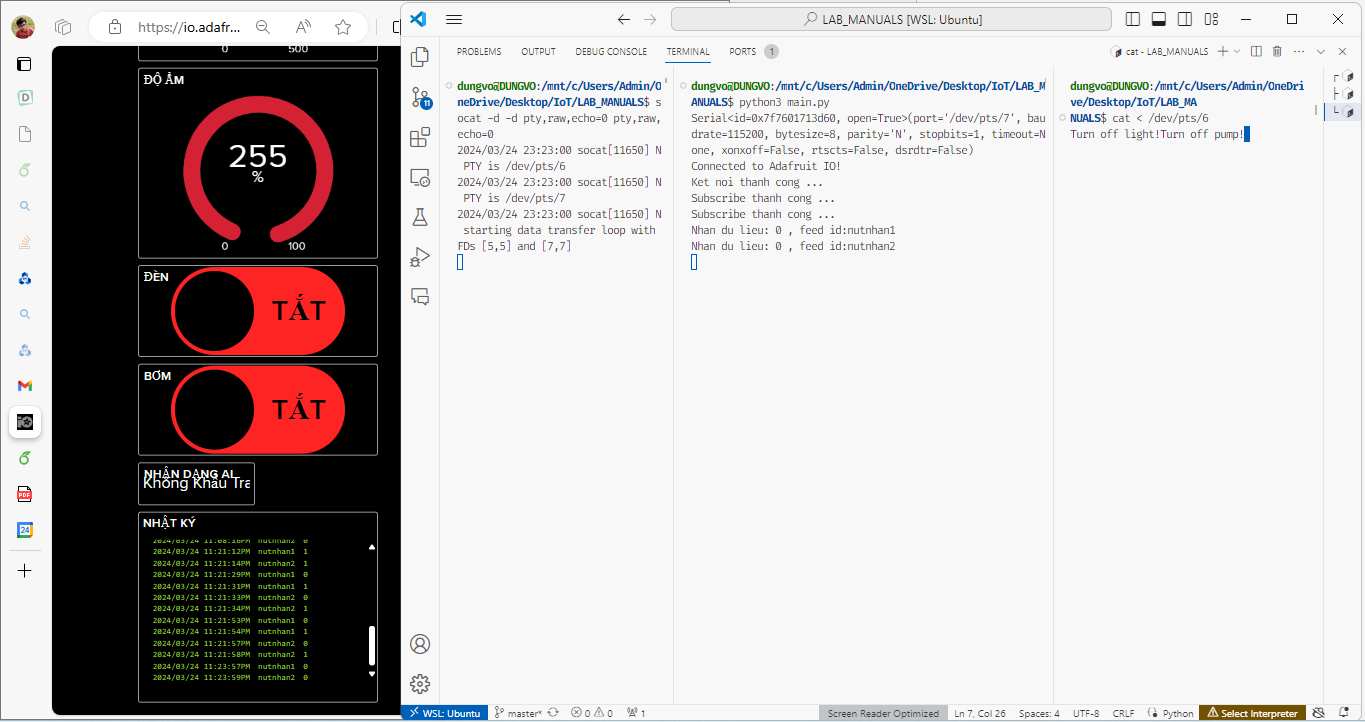 https://io.adafr...
0 500
ĐỘ ẨM
255
%
0 100
ĐÈN
TẮT
BƠM
TẮT
NHẬN DẠNG AI
Không Khẩu Tra
NHẬT KÝ
2024/03/24 11:08:16PM nutnhan2 0
2024/03/24 11:21:12PM nutnhan1 1
2024/03/24 11:21:14PM nutnhan2 1
2024/03/24 11:21:29PM nutnhan1 0
2024/03/24 11:21:31PM nutnhan1 1
2024/03/24 11:21:33PM nutnhan2 0
2024/03/24 11:21:34PM nutnhan2 1
2024/03/24 11:21:53PM nutnhan1 0
2024/03/24 11:21:54PM nutnhan1 1
2024/03/24 11:21:57PM nutnhan2 0
2024/03/24 11:21:58PM nutnhan2 1
2024/03/24 11:23:57PM nutnhan1 0
2024/03/24 11:23:59PM nutnhan2 0
LAB_MANUALS [WSL: Ubuntu]
PROBLEMS OUTPUT DEBUG CONSOLE TERMINAL PORTS 1
cat - LAB_MANUALS
11
dungvo@DUNGVO:/mnt/c/Users/Admin/O
neDrive/Desktop/IoT/LAB_MANUALS$ s
ocat -d -d pty,raw,echo=0 pty,raw,
echo=0
2024/03/24 23:23:00 socat[11650] N
PTY is /dev/pts/6
2024/03/24 23:23:00 socat[11650] N
PTY is /dev/pts/7
2024/03/24 23:23:00 socat[11650] N
starting data transfer loop with
FDs [5,5] and [7,7]
dungvo@DUNGVO:/mnt/c/Users/Admin/OneDrive/Desktop/IoT/LAB_M
ANUALS$ python3 main.py
Serial<id=0x7f7601713d60, open=True>(port='/dev/pts/7', bau
drate=115200, bytesize=8, parity='N', stopbits=1, timeout=N
one, xonxoff=False, rtscts=False, dsrdtr=False)
Connected to Adafruit IO!
Ket noi thanh cong ...
Subscribe thanh cong ...
Subscribe thanh cong ...
Nhan du lieu: 0 , feed id:nutnhan1
Nhan du lieu: 0 , feed id:nutnhan2
dungvo@DUNGVO:/mnt/c/Users/Admin/OneDri
ve/Desktop/IoT/LAB_MA
NUALS$ cat < /dev/pts/6
Turn off light!Turn off pump!
PDF
24
WSL: Ubuntu master* 0 0 1 Screen Reader Optimized Ln 7, Col 26 Spaces: 4 UTF-8 CRLF Python Select Interpreter